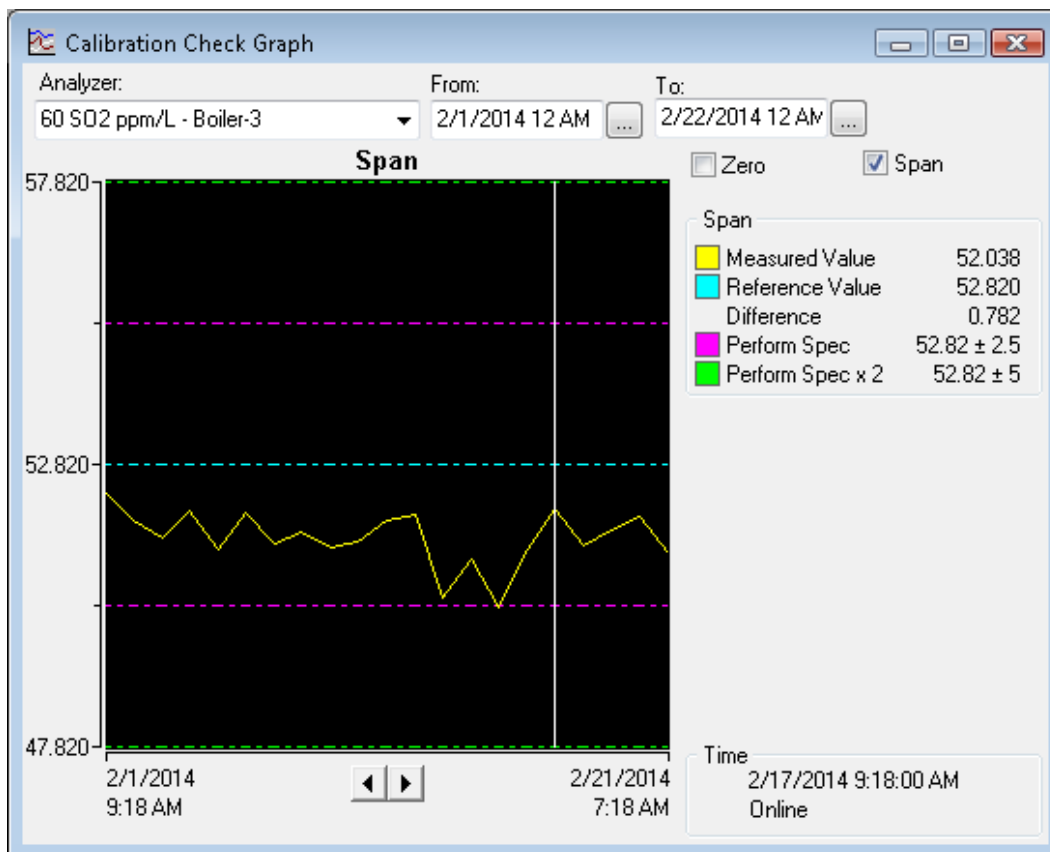 Calibration Check Graph
Analyzer:
From:
To:
60 SO2 ppm/L - Boiler-3
2/1/2014 12 AM
...
2/22/2014 12 AM
...
Span
Zero
Span
57.820
52.820
47.820
Span
Measured Value 52.038
Reference Value 52.820
Difference 0.782
Perform Spec 52.82 ± 2.5
Perform Spec x 2 52.82 ± 5
2/1/2014
9:18 AM
2/21/2014
7:18 AM
Time
2/17/2014 9:18:00 AM
Online